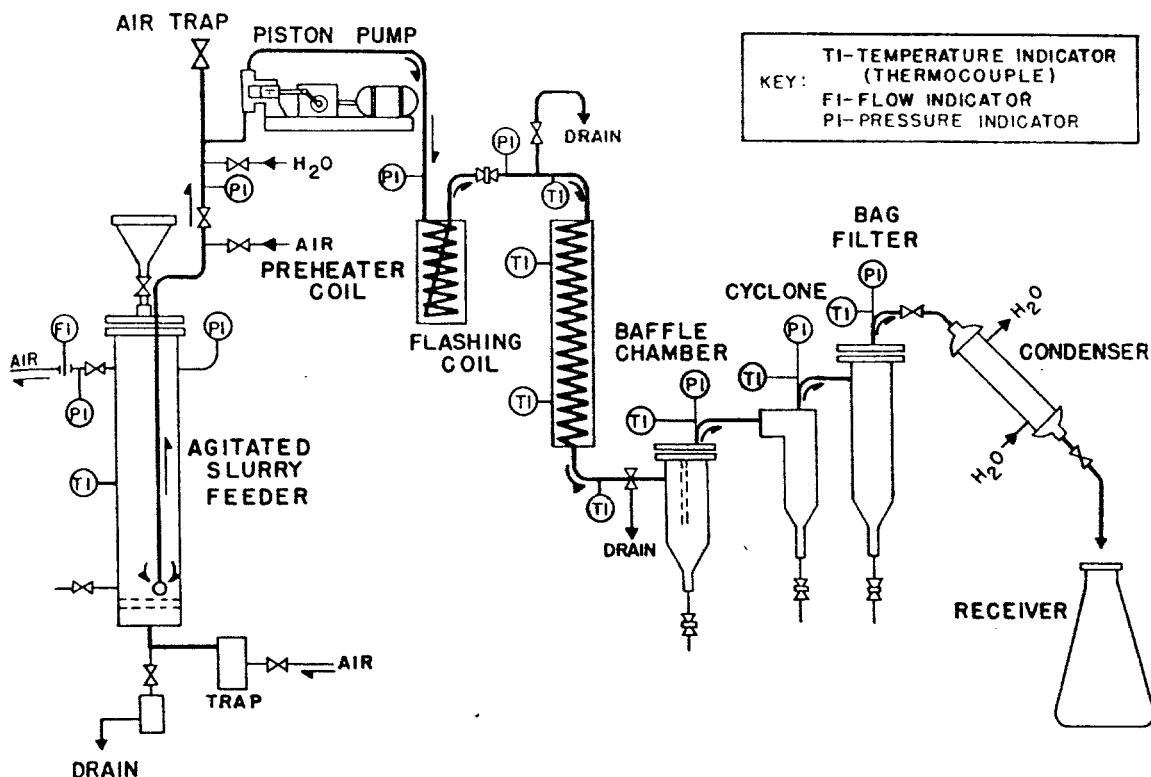 AIR TRAP
PISTON PUMP
KEY:
TI-TEMPERATURE INDICATOR
(THERMOCOUPLE)
FI-FLOW INDICATOR
PI-PRESSURE INDICATOR
DRAIN
H2O
PI
PI
PI
TI
AIR
PREHEATER
COIL
TI
BAG
FILTER
PI
TI
CYCLONE
H2O
CONDENSER
FI
PI
AIR
PI
FLASHING
COIL
BAFFLE
CHAMBER
PI
TI
PI
TI
TI
AGITATED
SLURRY
FEEDER
TI
H2O
TI
DRAIN
RECEIVER
AIR
TRAP
DRAIN